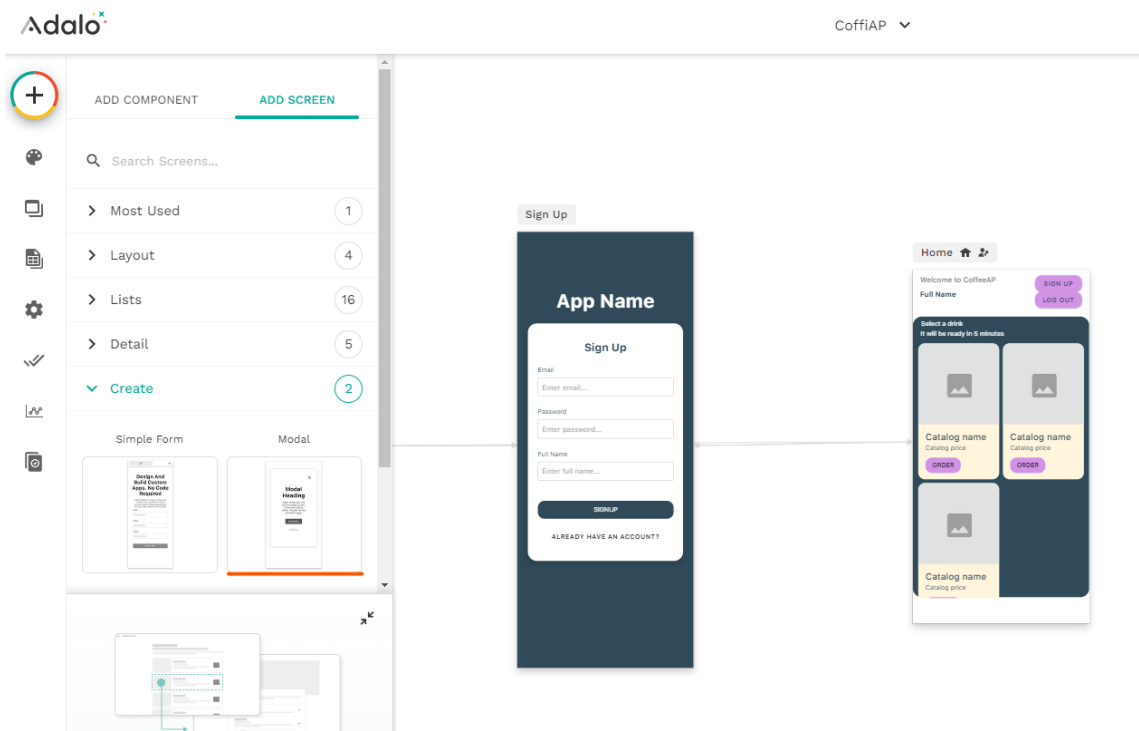 Adalo
CoffiAP
ADD COMPONENT
ADD SCREEN
Search Screens...
Most Used
1
Layout
4
Lists
16
Detail
5
Create
2
Simple Form
Modal
Design And
Build Custom
Apps, No Code
Required
Modal
Heading
Sign Up
App Name
Sign Up
Email
Enter email...
Password
Enter password...
Full Name
Enter full name...
SIGNUP
ALREADY HAVE AN ACCOUNT?
Home
Welcome to CoffeeAP
Full Name
SIGN UP
LOG OUT
Select a drink
It will be ready in 5 minutes
Catalog name
Catalog price
ORDER
Catalog name
Catalog price
ORDER
Catalog name
Catalog price